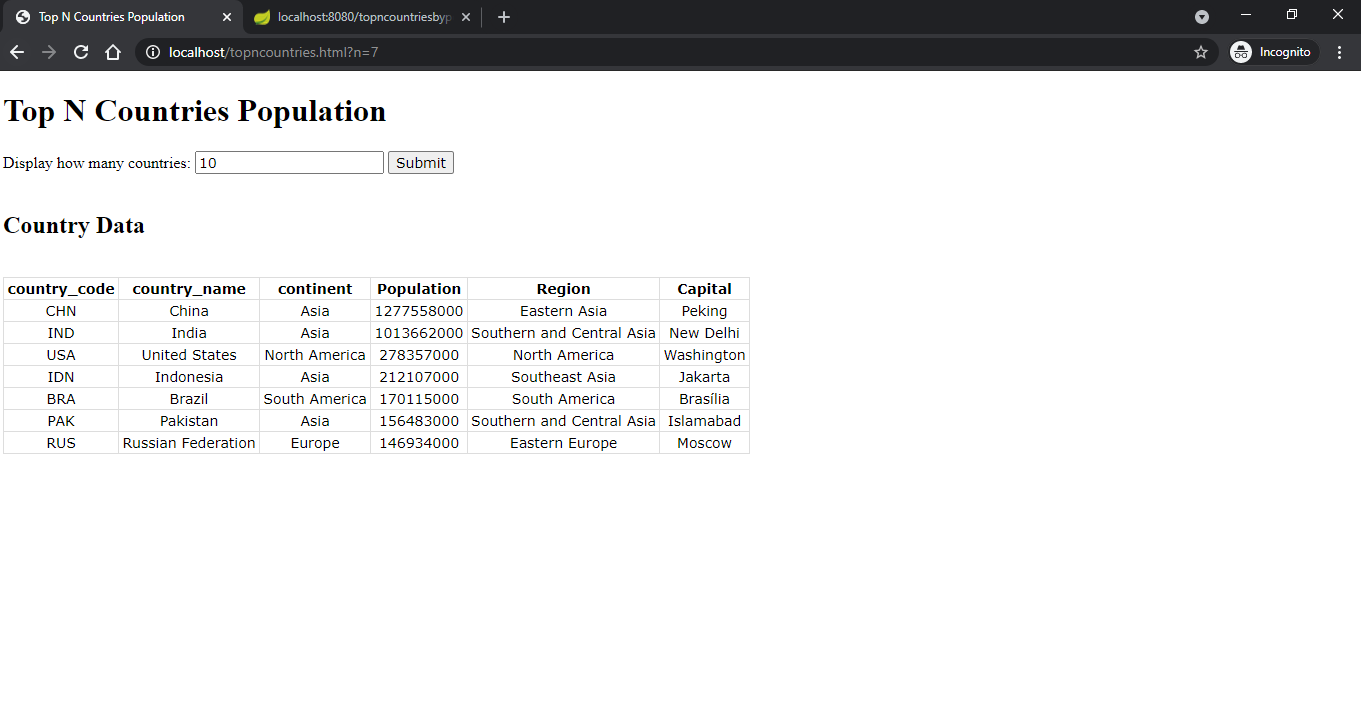 Top N Countries Population
localhost:8080/topncountriesbyp
localhost/topncountries.html?n=7
Incognito
Top N Countries Population
Display how many countries: 10 Submit
Country Data
country_code country_name continent Population Region Capital
CHN China Asia 1277558000 Eastern Asia Peking
IND India Asia 1013662000 Southern and Central Asia New Delhi
USA United States North America 278357000 North America Washington
IDN Indonesia Asia 212107000 Southeast Asia Jakarta
BRA Brazil South America 170115000 South America Brasília
PAK Pakistan Asia 156483000 Southern and Central Asia Islamabad
RUS Russian Federation Europe 146934000 Eastern Europe Moscow